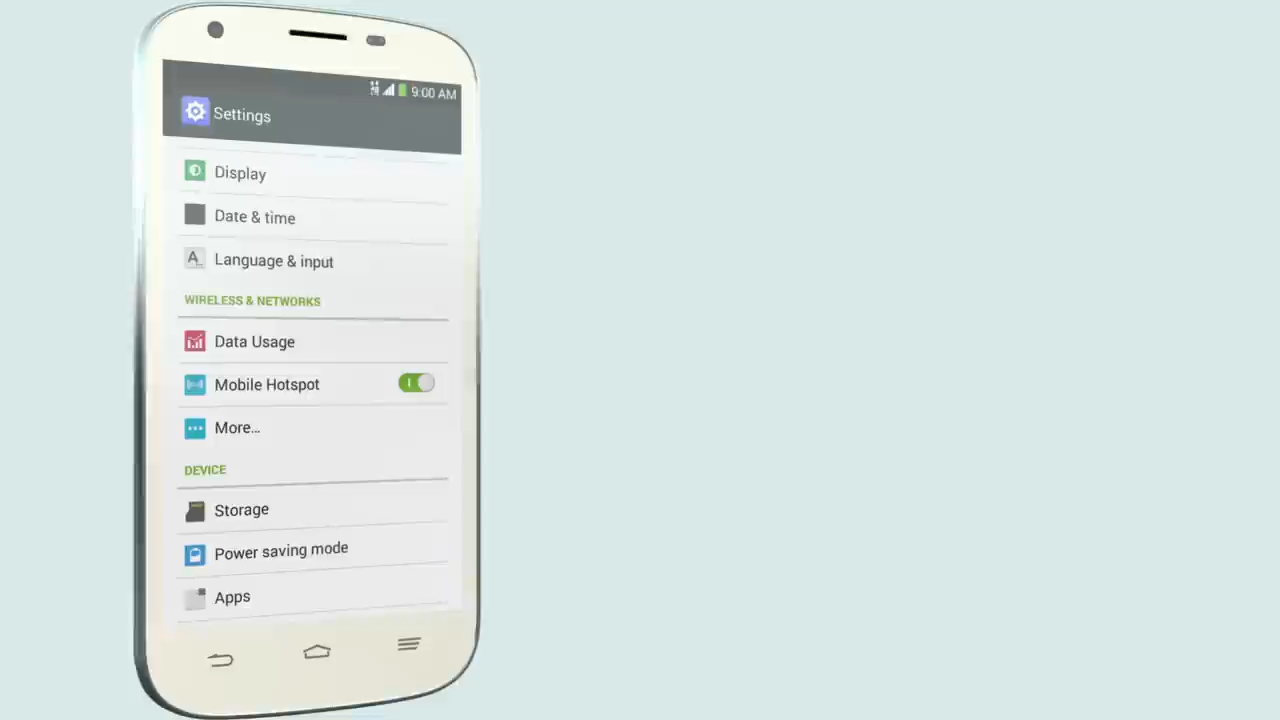 9:00 AM
Settings
Display
Date & time
Language & input
WIRELESS & NETWORKS
Data Usage
Mobile Hotspot
More...
DEVICE
Storage
Power saving mode
Apps